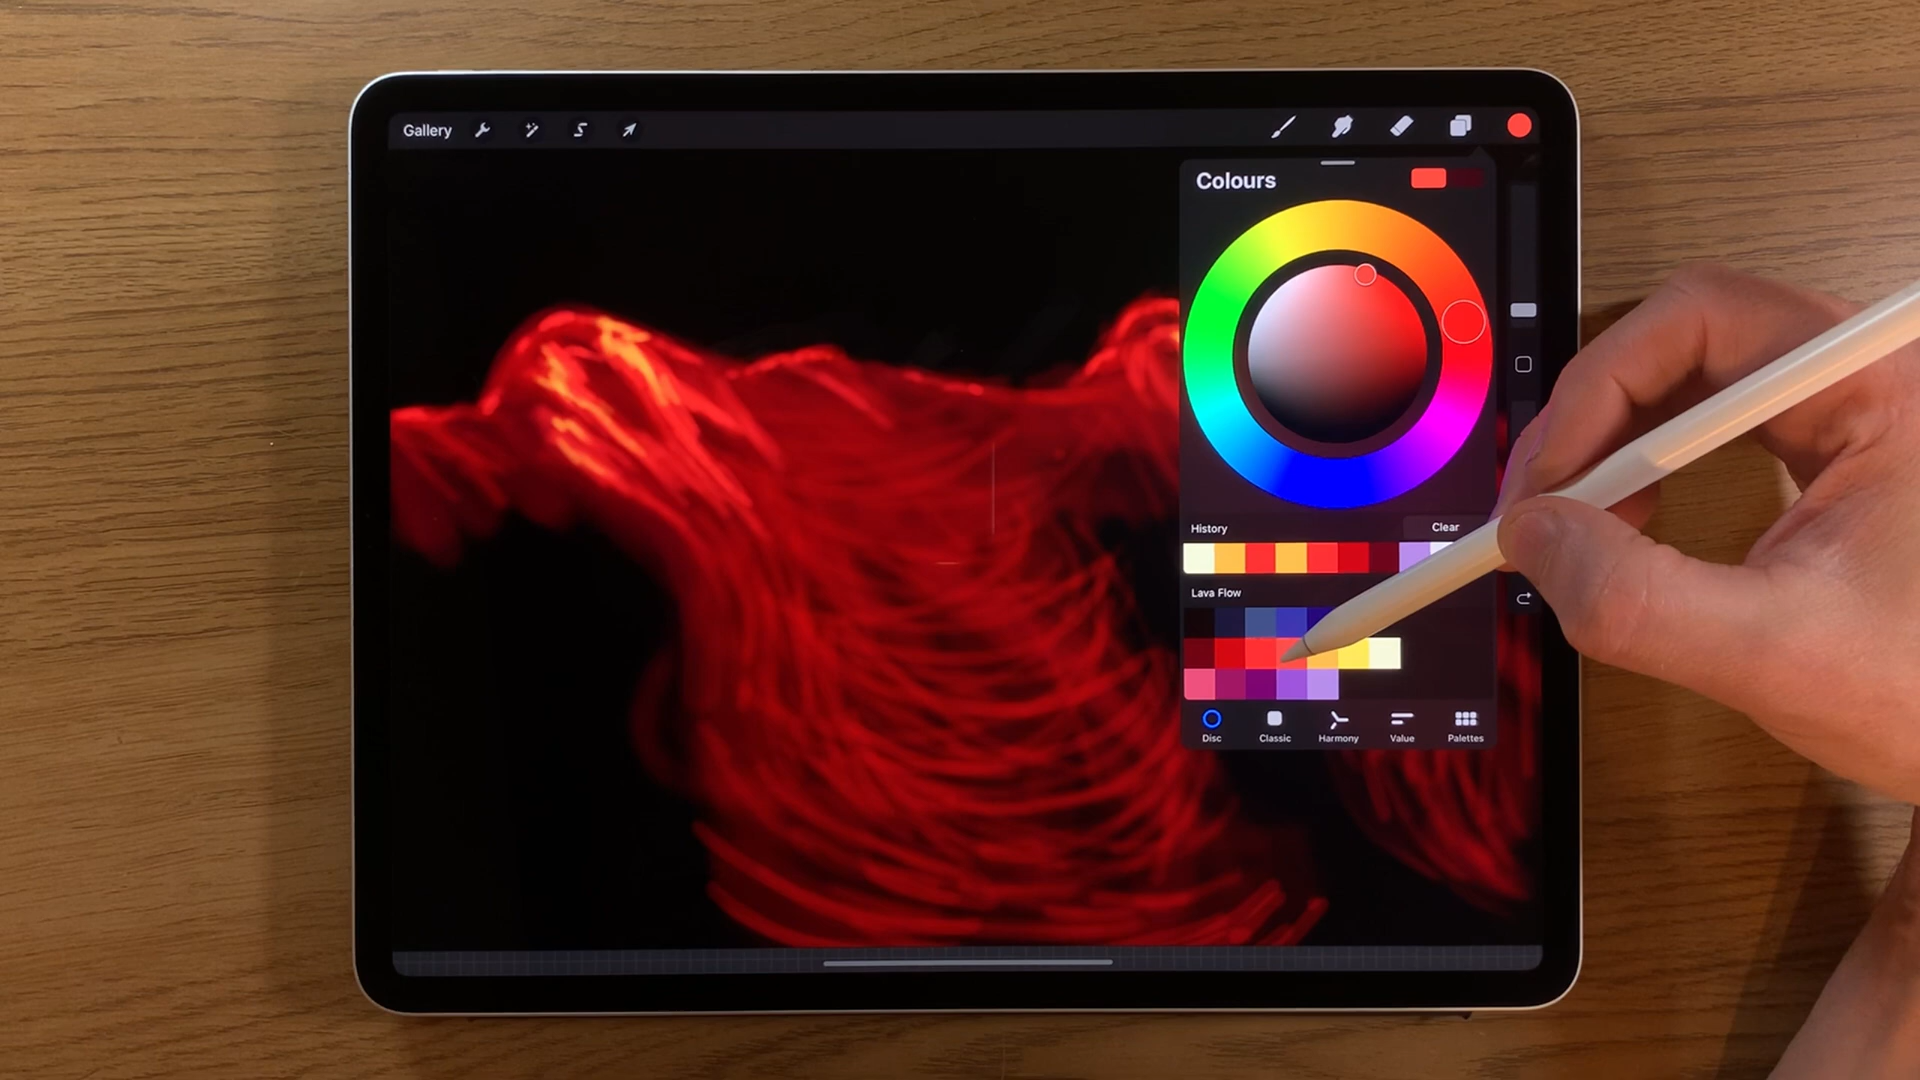 Gallery
Colours
History Clear
Lava Flow
Disc Classic Harmony Value Palettes